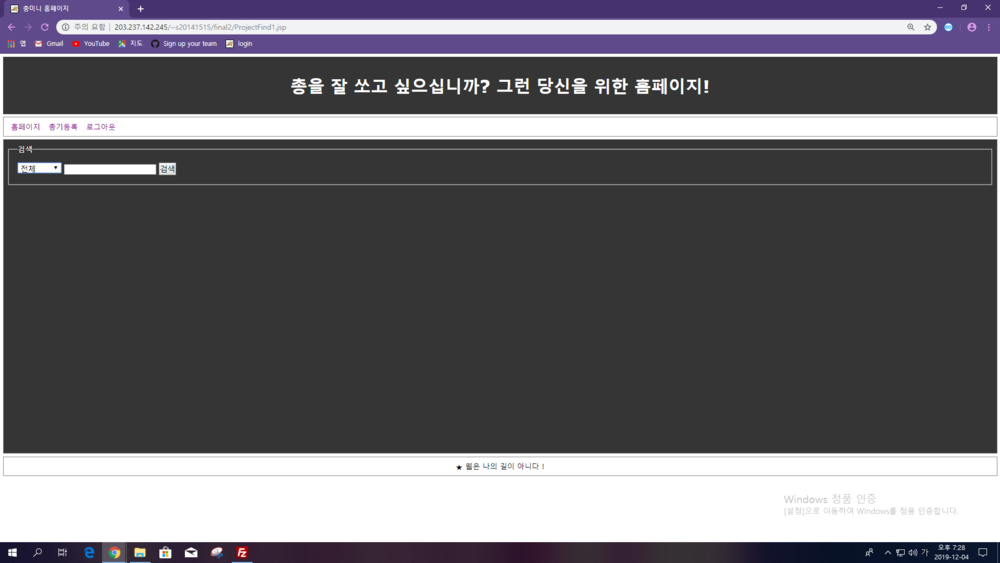 총미니 홈페이지
주의 요함 | 203.237.142.245/~s20141515/final2/ProjectFind1.jsp
앱 Gmail YouTube 지도 Sign up your team login
총을 잘 쏘고 싶으십니까? 그런 당신을 위한 홈페이지!
홈페이지 총기등록 로그아웃
검색
전체 검색
★ 웹은 나의 길이 아니다 !
Windows 정품 인증
[설정]으로 이동하여 Windows를 정품 인증합니다.
가 오후 7:28
2019-12-04